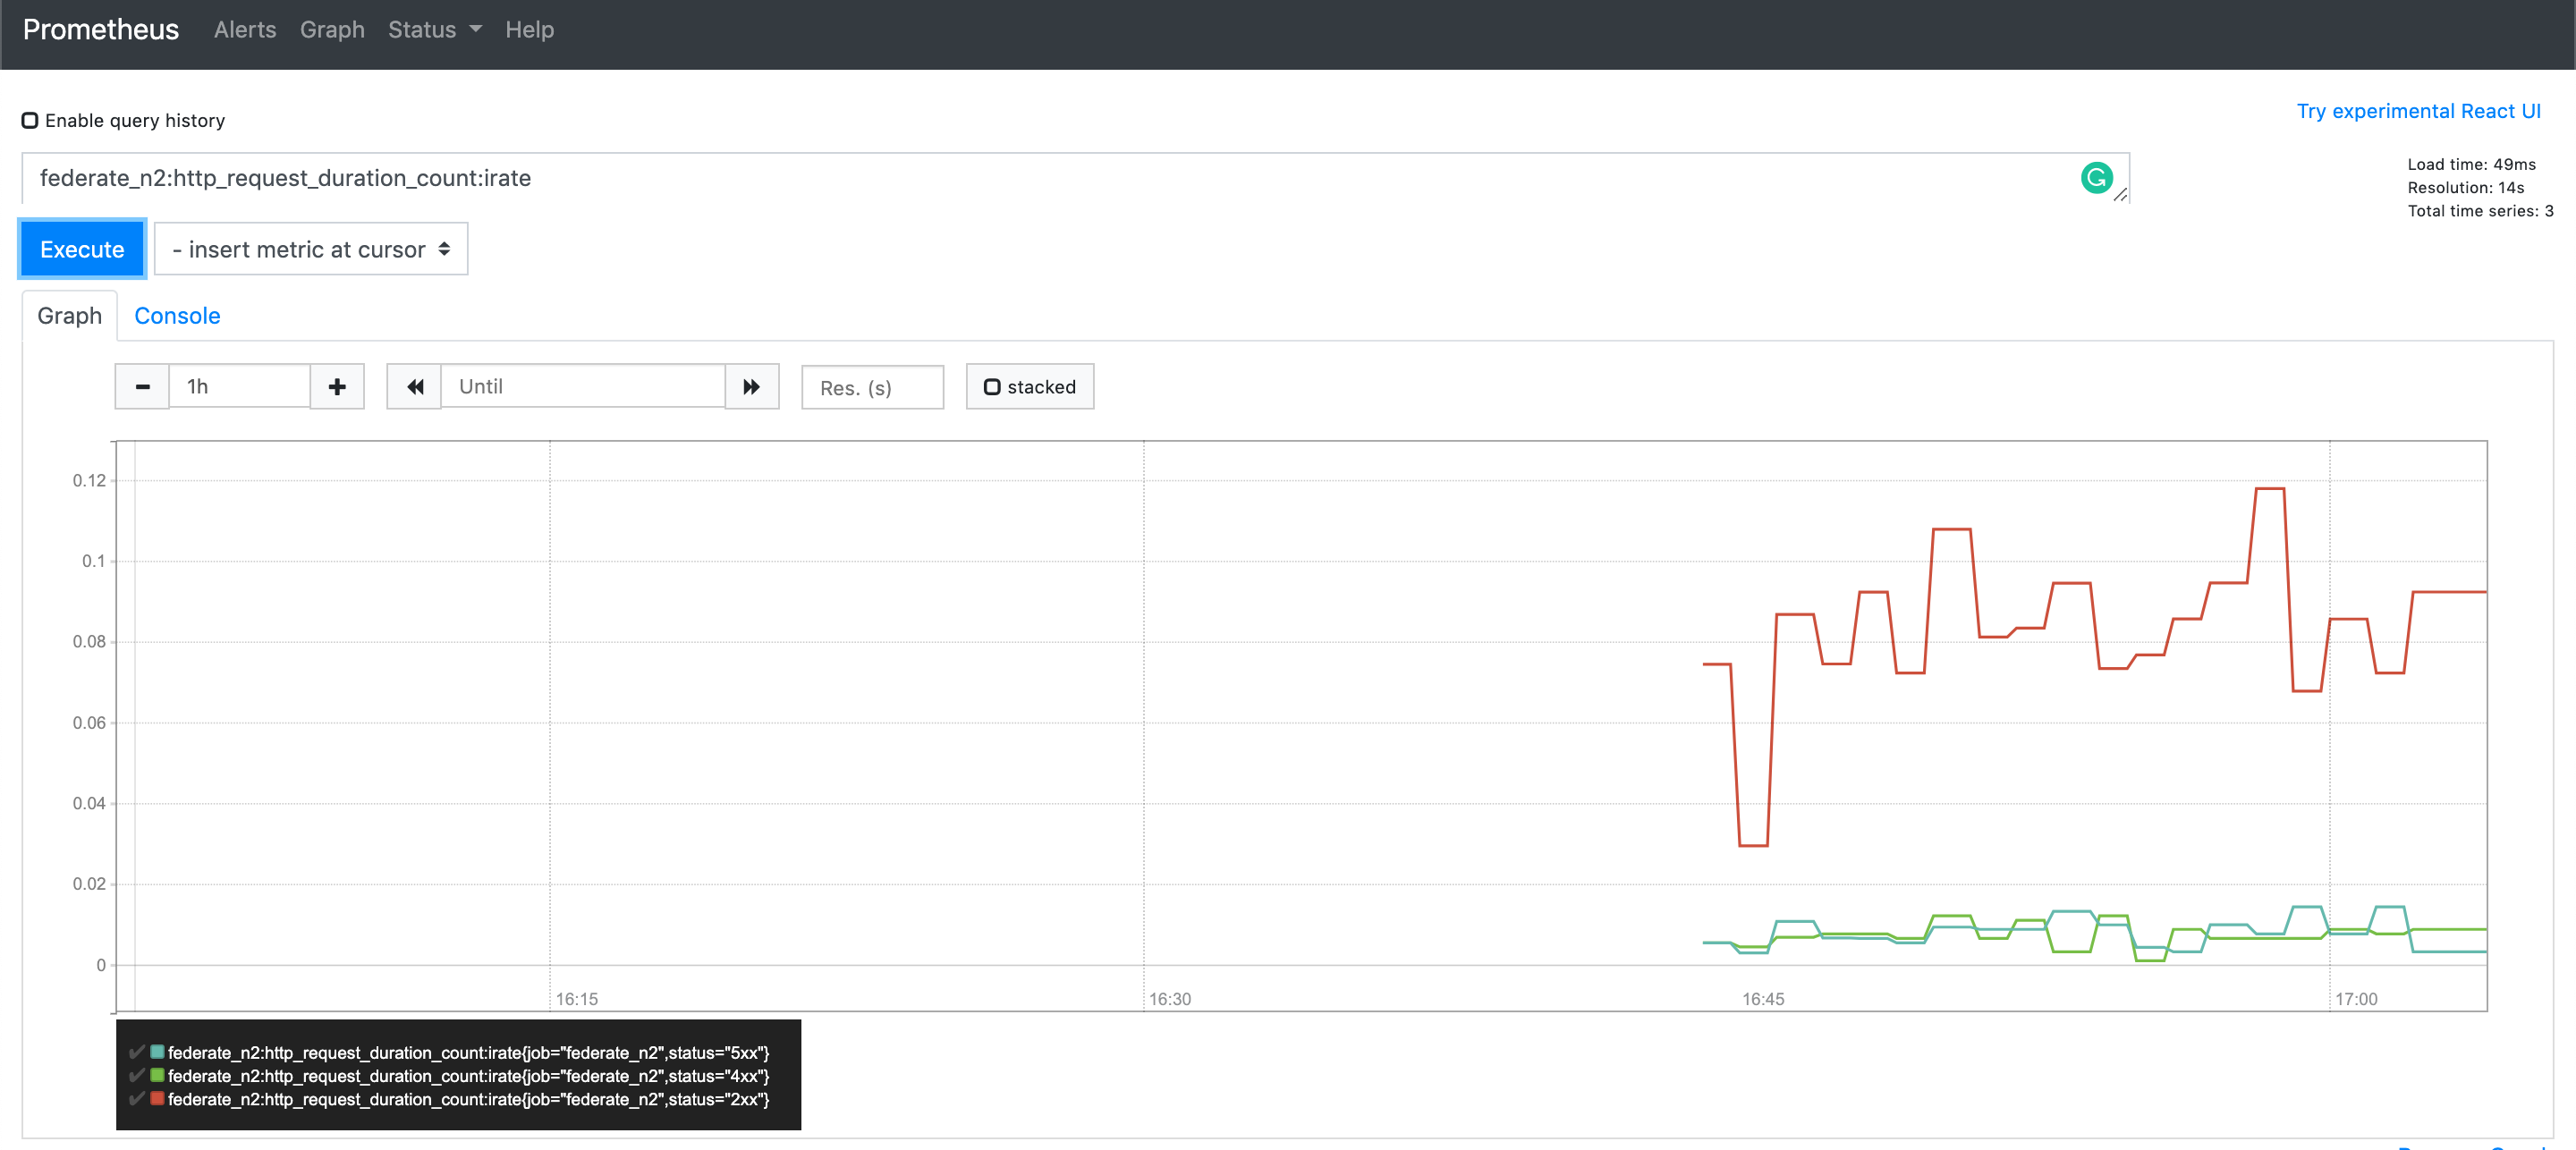 Prometheus Alerts Graph Status Help
Enable query history
Try experimental React UI
federate_n2:http_request_duration_count:irate
Load time: 49ms
Resolution: 14s
Total time series: 3
Execute
- insert metric at cursor
Graph Console
1h Until Res. (s) stacked
0.12
0.1
0.08
0.06
0.04
0.02
0
16:15 16:30 16:45 17:00
federate_n2:http_request_duration_count:irate{job="federate_n2",status="5xx"}
federate_n2:http_request_duration_count:irate{job="federate_n2",status="4xx"}
federate_n2:http_request_duration_count:irate{job="federate_n2",status="2xx"}